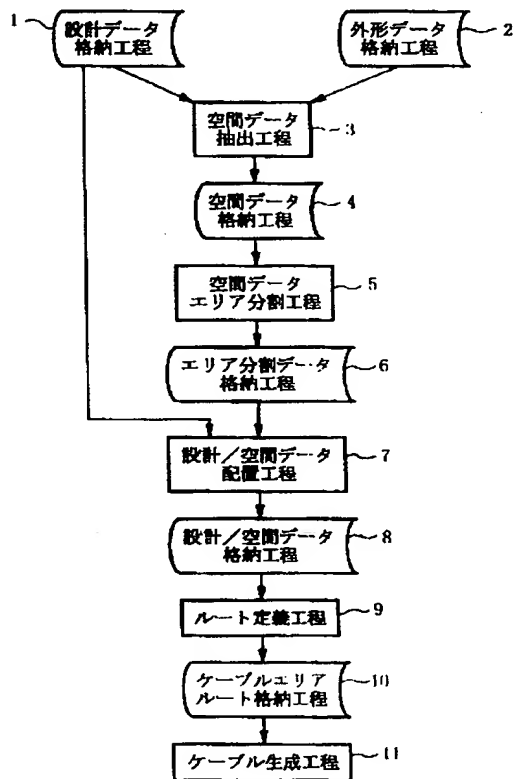 1
設計データ
格納工程
外形データ
格納工程
2
空間データ
抽出工程
3
空間データ
格納工程
4
空間データ
エリア分割工程
5
エリア分割データ
格納工程
6
設計/空間データ
配置工程
7
設計/空間データ
格納工程
8
ルート定義工程
9
ケーブルエリア
ルート格納工程
10
ケーブル生成工程
11